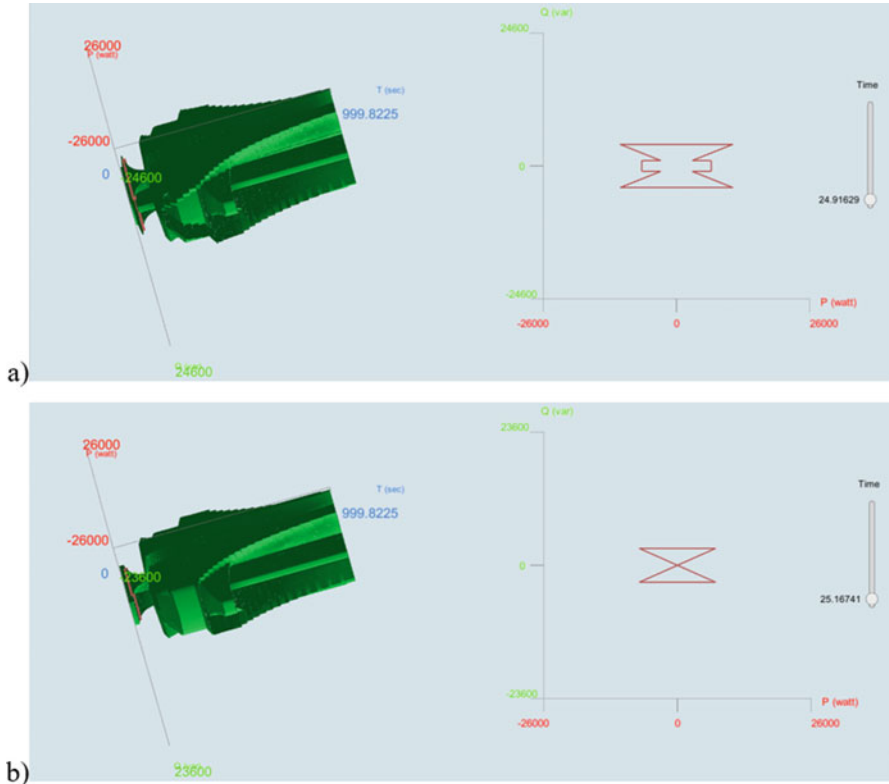 26000
P (watt)
T (sec)
999.8225
-26000
0
-24600
24600
Q (var)
24600
0
-24600
-26000
0
26000
P (watt)
Time
24.91629
a)
26000
P (watt)
T (sec)
999.8225
-26000
0
-23600
23600
Q (var)
23600
0
-23600
-26000
0
26000
P (watt)
Time
25.16741
b)